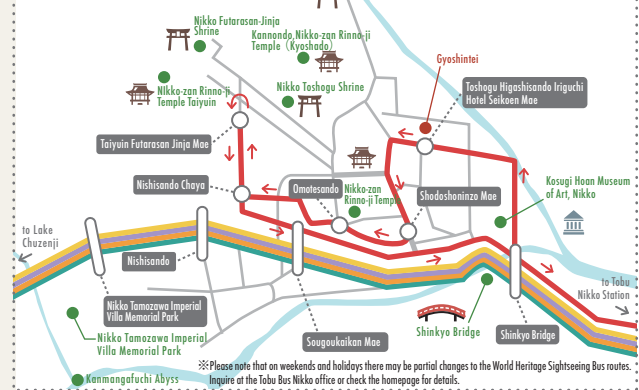 Nikko Futarasan-Jinja
Shrine
Kannondo Nikko-zan Rinno-ji
Temple (Kyoshado)
Gyoshintei
Nikko-zan Rinno-ji
Temple Taiyuin
Nikko Toshogu Shrine
Toshogu Higashisando Iriguchi
Hotel Seikoen Mae
Taiyuin Futarasan Jinja Mae
Nishisando Chaya
Omotesando
Nikko-zan
Rinno-ji Temple
Shodoshoninzo Mae
Kosugi Hoan Museum
of Art, Nikko
to Lake
Chuzenji
Nishisando
to Tobu
Nikko Station
Nikko Tamozawa Imperial
Villa Memorial Park
Nikko Tamozawa Imperial
Villa Memorial Park
Sougoukaikan Mae
Shinkyo Bridge
Shinkyo Bridge
Kanmangafuchi Abyss
※Please note that on weekends and holidays there may be partial changes to the World Heritage Sightseeing Bus routes.
Inquire at the Tobu Bus Nikko office or check the homepage for details.